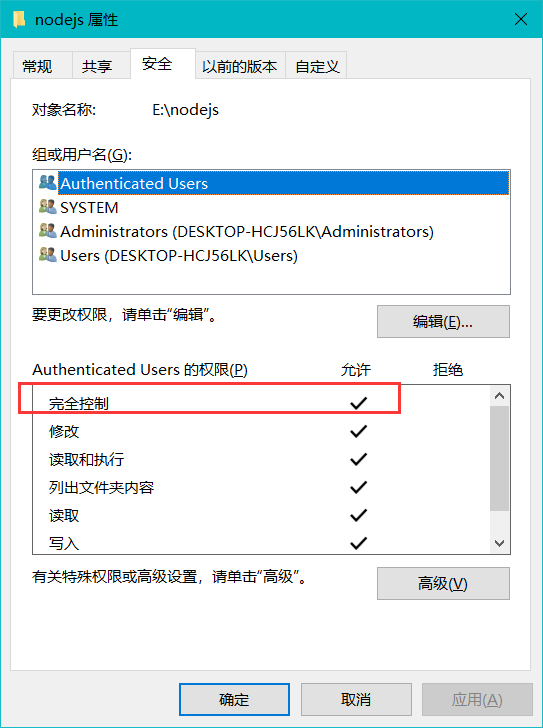 nodejs 属性
常规 共享 安全 以前的版本 自定义
对象名称: E:\nodejs
组或用户名(G):
Authenticated Users
SYSTEM
Administrators (DESKTOP-HCJ56LK\Administrators)
Users (DESKTOP-HCJ56LK\Users)
要更改权限，请单击“编辑”。 编辑(E)...
Authenticated Users 的权限(P) 允许 拒绝
完全控制
修改
读取和执行
列出文件夹内容
读取
写入
有关特殊权限或高级设置，请单击“高级”。 高级(V)
确定 取消 应用(A)